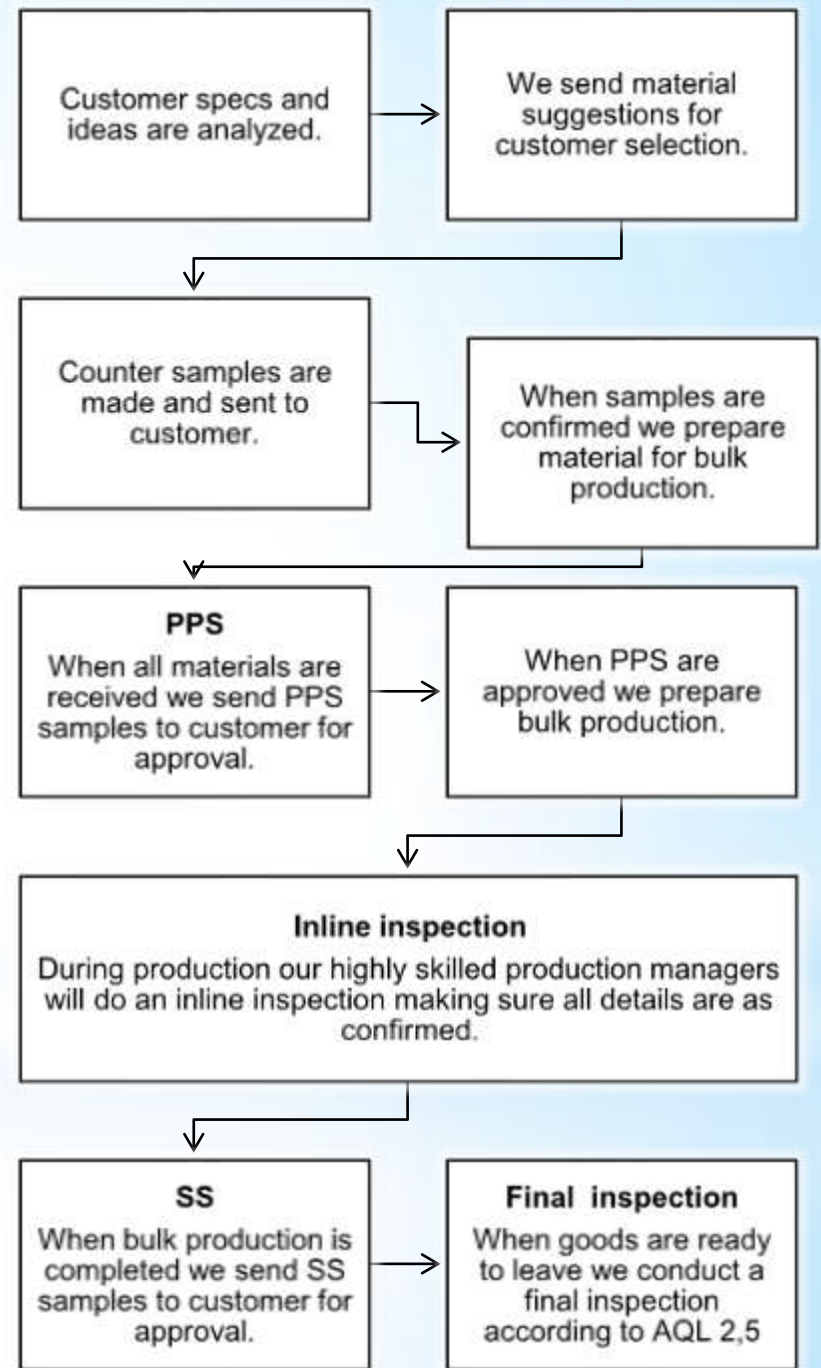 Customer specs and
ideas are analyzed.
We send material
suggestions for
customer selection.
Counter samples are
made and sent to
customer.
When samples are
confirmed we prepare
material for bulk
production.
PPS
When all materials are
received we send PPS
samples to customer for
approval.
When PPS are
approved we prepare
bulk production.
Inline inspection
During production our highly skilled production managers
will do an inline inspection making sure all details are as
confirmed.
SS
When bulk production is
completed we send SS
samples to customer for
approval.
Final inspection
When goods are ready
to leave we conduct a
final inspection
according to AQL 2,5